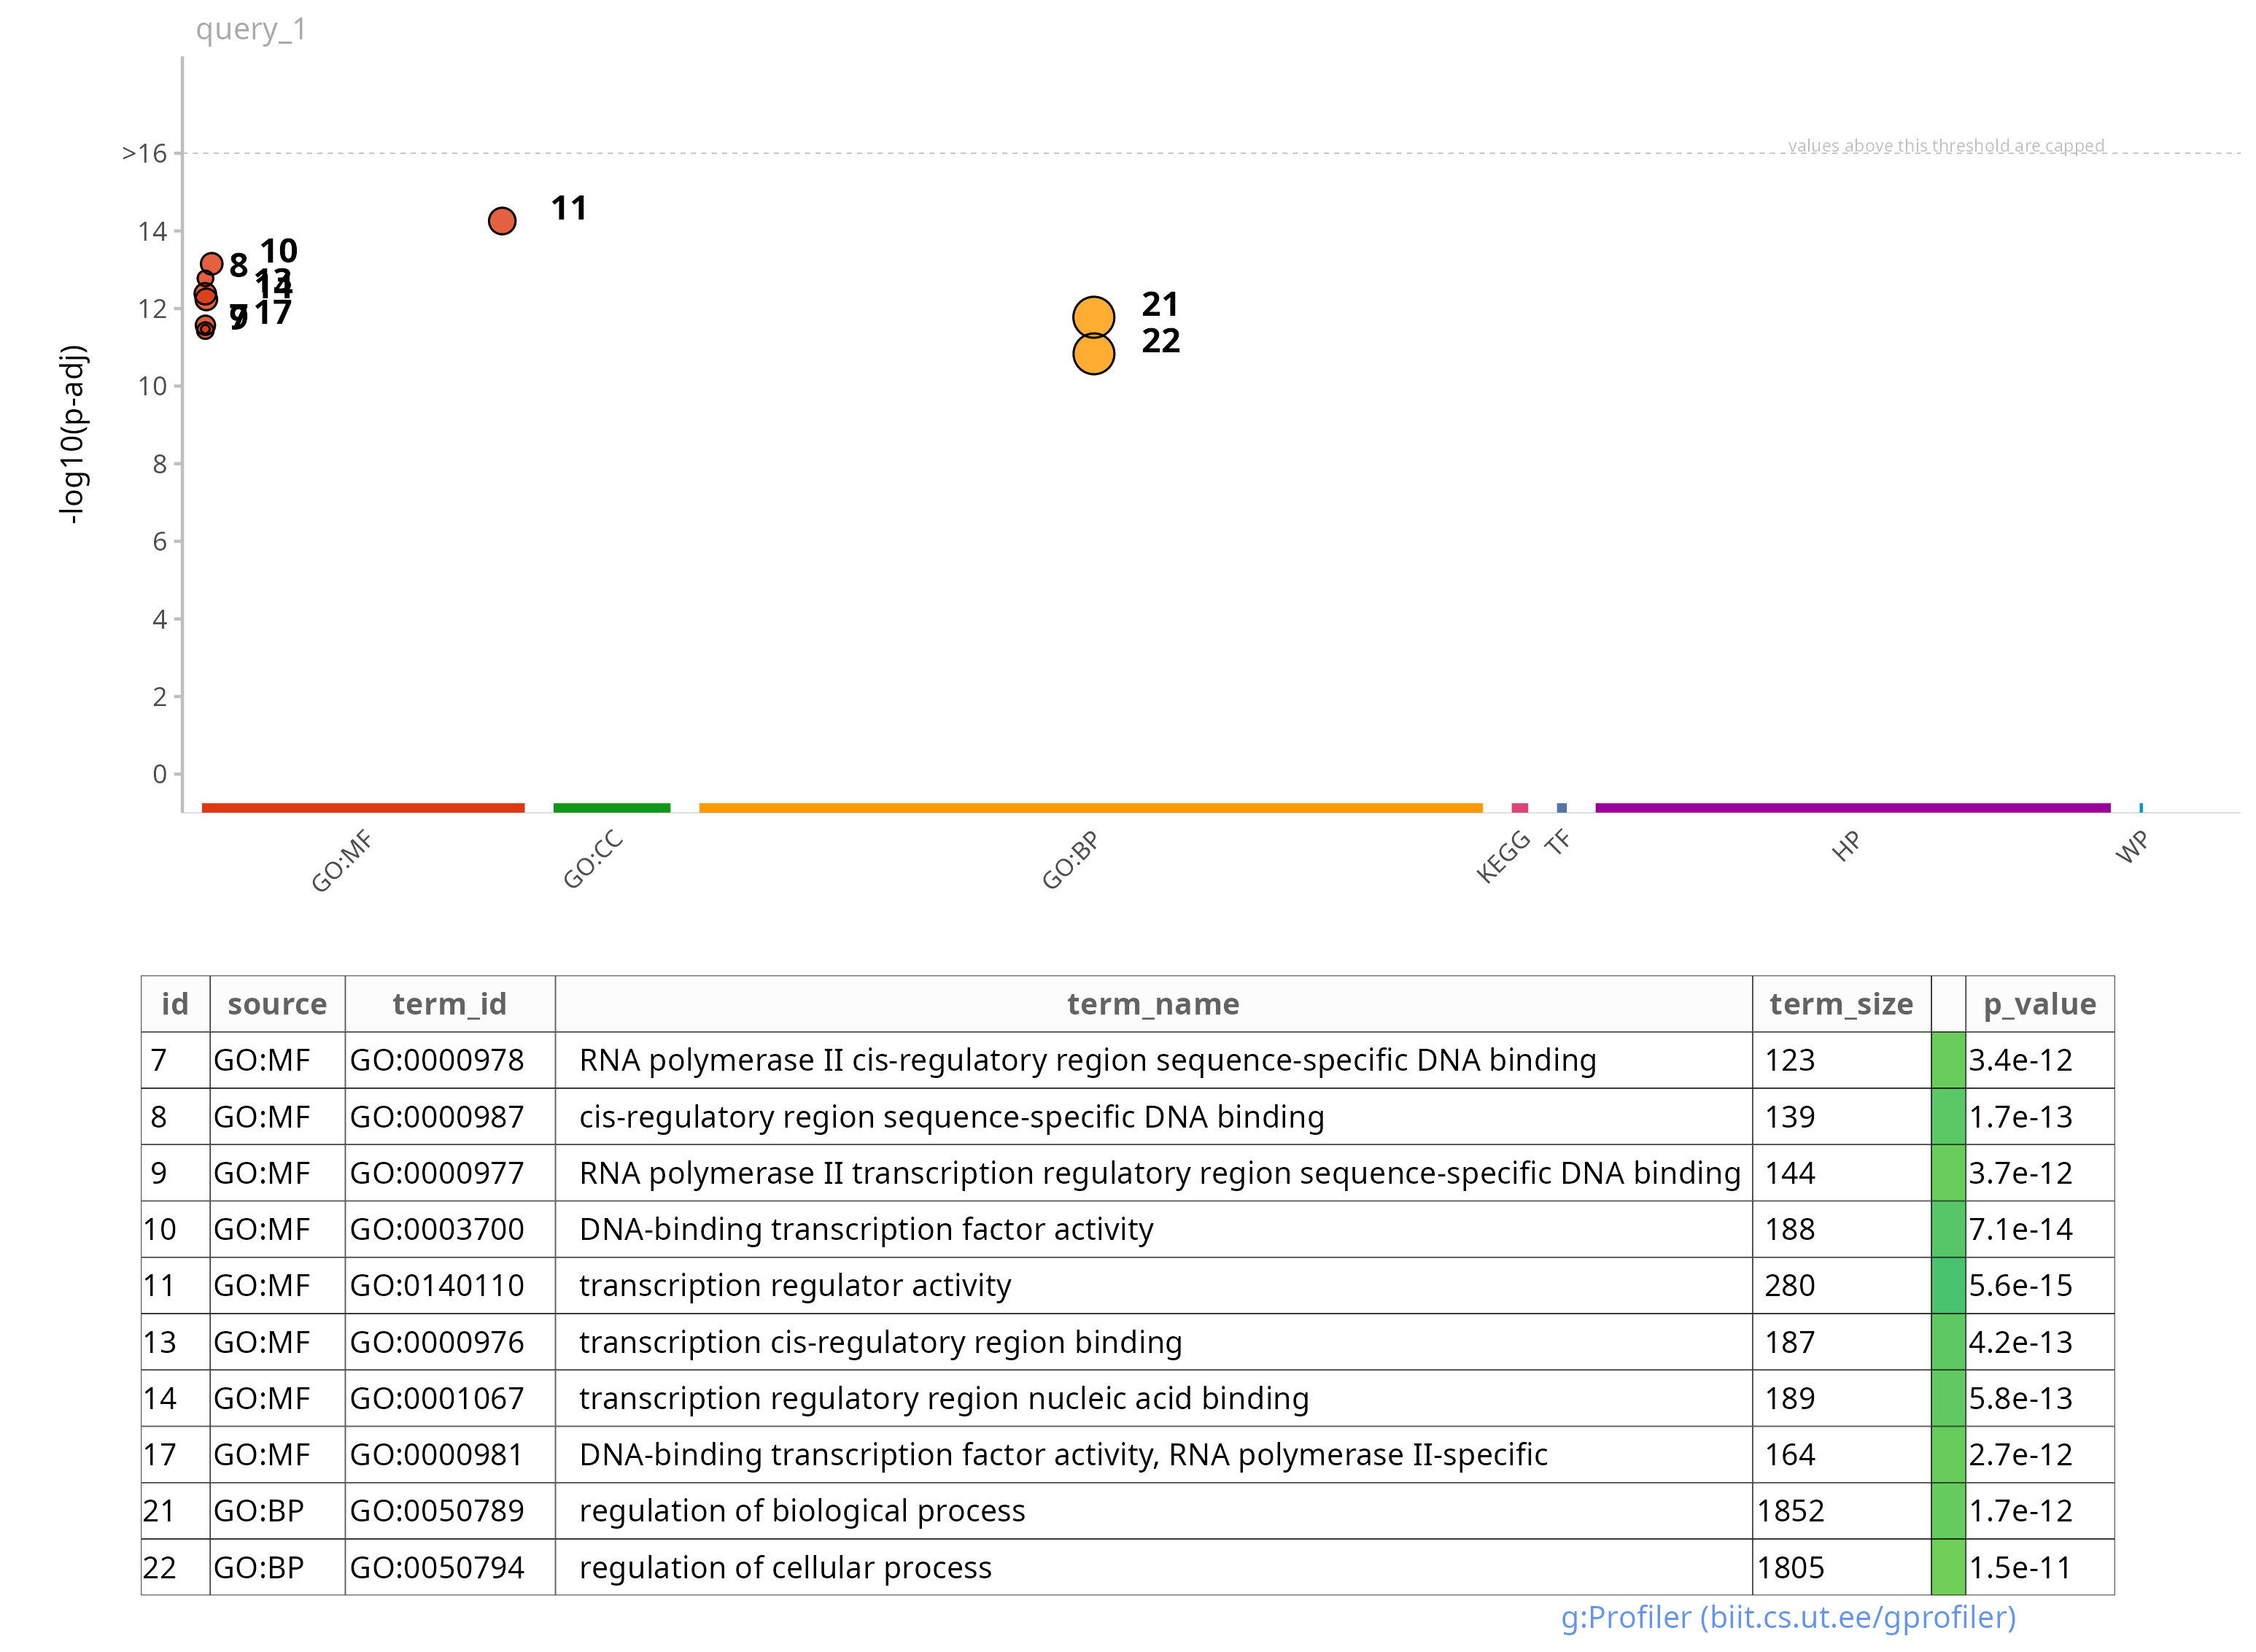 query_1
values above this threshold are capped
>16
14
12
10
8
6
4
2
0
-log10(p-adj)
11
10
8
13
14
17
7
9
21
22
GO:MF
GO:CC
GO:BP
KEGG
TF
HP
WP
id source term_id term_name term_size p_value
7 GO:MF GO:0000978 RNA polymerase II cis-regulatory region sequence-specific DNA binding 123 3.4e-12
8 GO:MF GO:0000987 cis-regulatory region sequence-specific DNA binding 139 1.7e-13
9 GO:MF GO:0000977 RNA polymerase II transcription regulatory region sequence-specific DNA binding 144 3.7e-12
10 GO:MF GO:0003700 DNA-binding transcription factor activity 188 7.1e-14
11 GO:MF GO:0140110 transcription regulator activity 280 5.6e-15
13 GO:MF GO:0000976 transcription cis-regulatory region binding 187 4.2e-13
14 GO:MF GO:0001067 transcription regulatory region nucleic acid binding 189 5.8e-13
17 GO:MF GO:0000981 DNA-binding transcription factor activity, RNA polymerase II-specific 164 2.7e-12
21 GO:BP GO:0050789 regulation of biological process 1852 1.7e-12
22 GO:BP GO:0050794 regulation of cellular process 1805 1.5e-11
g:Profiler (biit.cs.ut.ee/gprofiler)